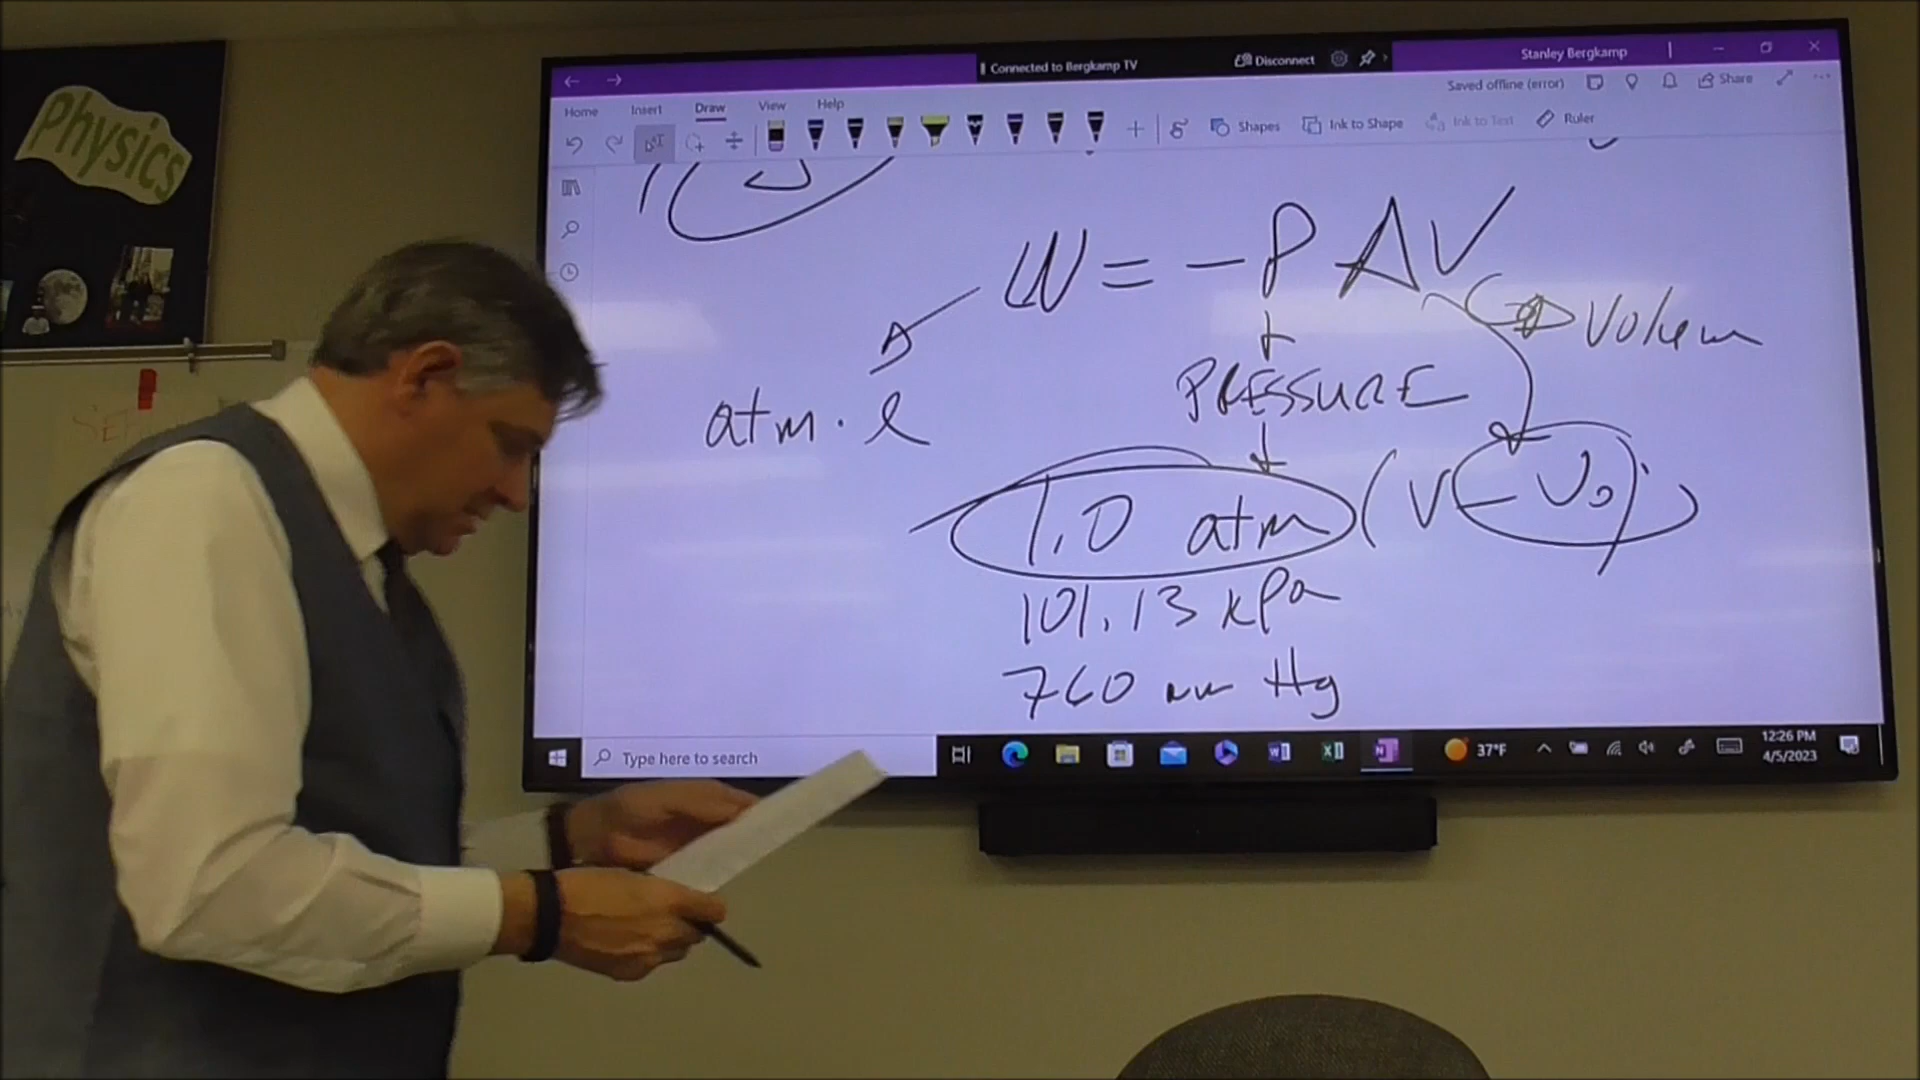 Physics
Connected to Bergkamp TV
Disconnect
Stanley Bergkamp
Home Insert Draw View Help
Saved offline (error)
Share
Shapes
Ink to Shape
Ink to Text
Ruler
W = - P ΔV
Volum
PRESSURE
atm · l
1.0 atm (V - V₀)
101.13 kPa
760 mm Hg
Type here to search
37°F
12:26 PM
4/5/2023